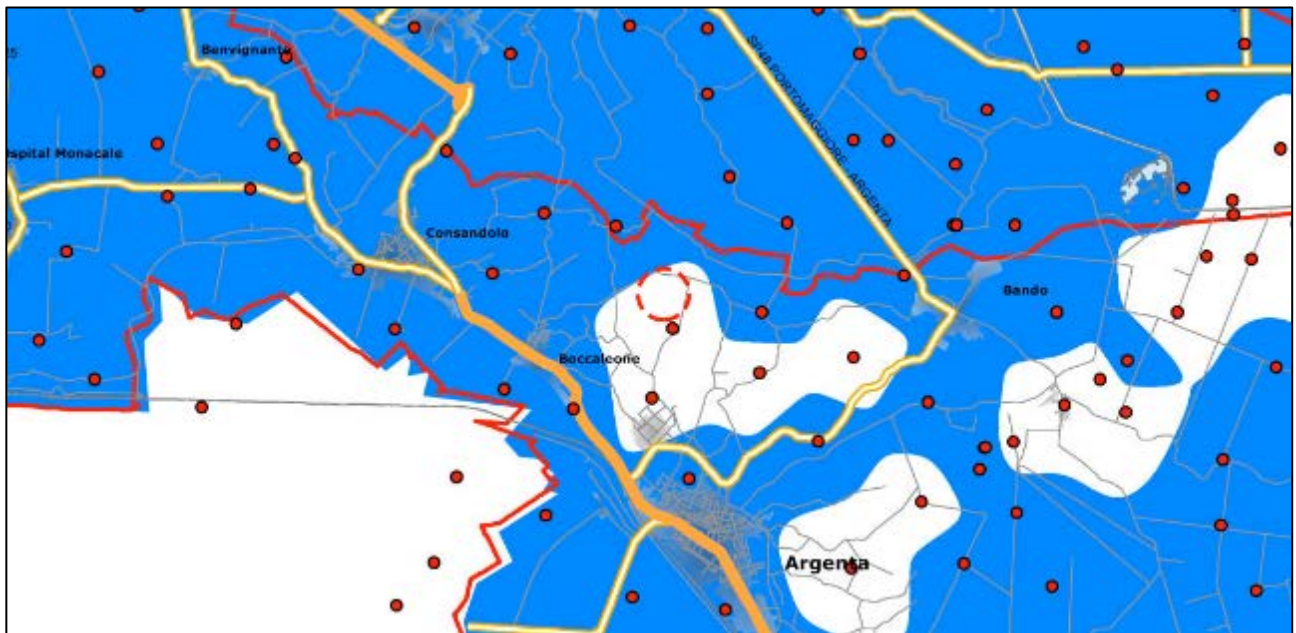 Benvignante
ospital Monacale
SP48 PORTOMAGGIORE - ARGENTA
Consandolo
Bando
Boccaleone
Argenta